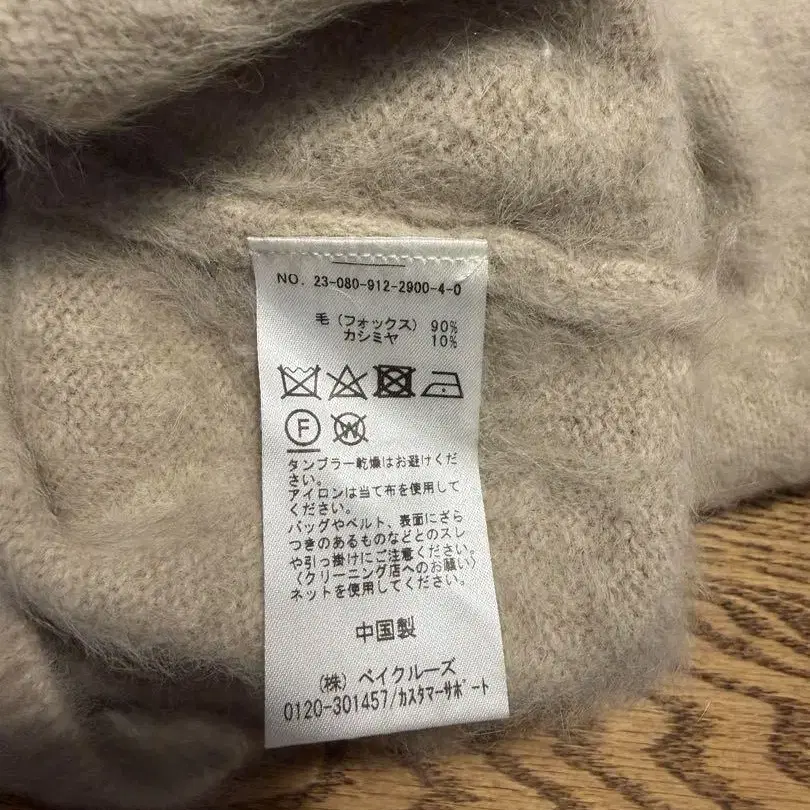 NO. 23-080-912-2900-4-0
毛（フォックス） 90%
カシミヤ 10%
F W
タンブラー乾燥はお避けくだ
さい。
アイロンは当て布を使用して
ください。
バッグやベルト、表面にざら
つきのあるものなどとのスレ
や引っ掛けにご注意ください。
〈クリーニング店へのお願い〉
ネットを使用してください。
中国製
（株）ベイクルーズ
0120-301457/カスタマーサポート